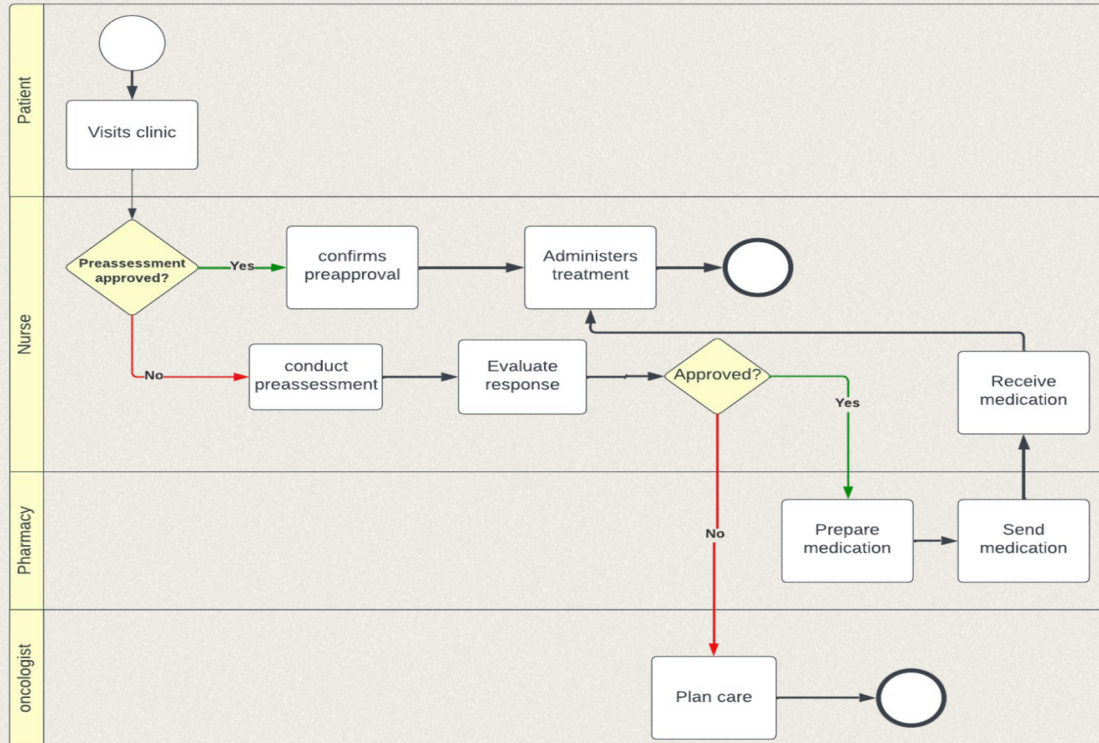 Patient
Visits clinic
Nurse
Preassessment
approved?
Yes
confirms
preapproval
Administers
treatment
No
conduct
preassessment
Evaluate
response
Approved?
Yes
Receive
medication
Pharmacy
No
Prepare
medication
Send
medication
oncologist
Plan care